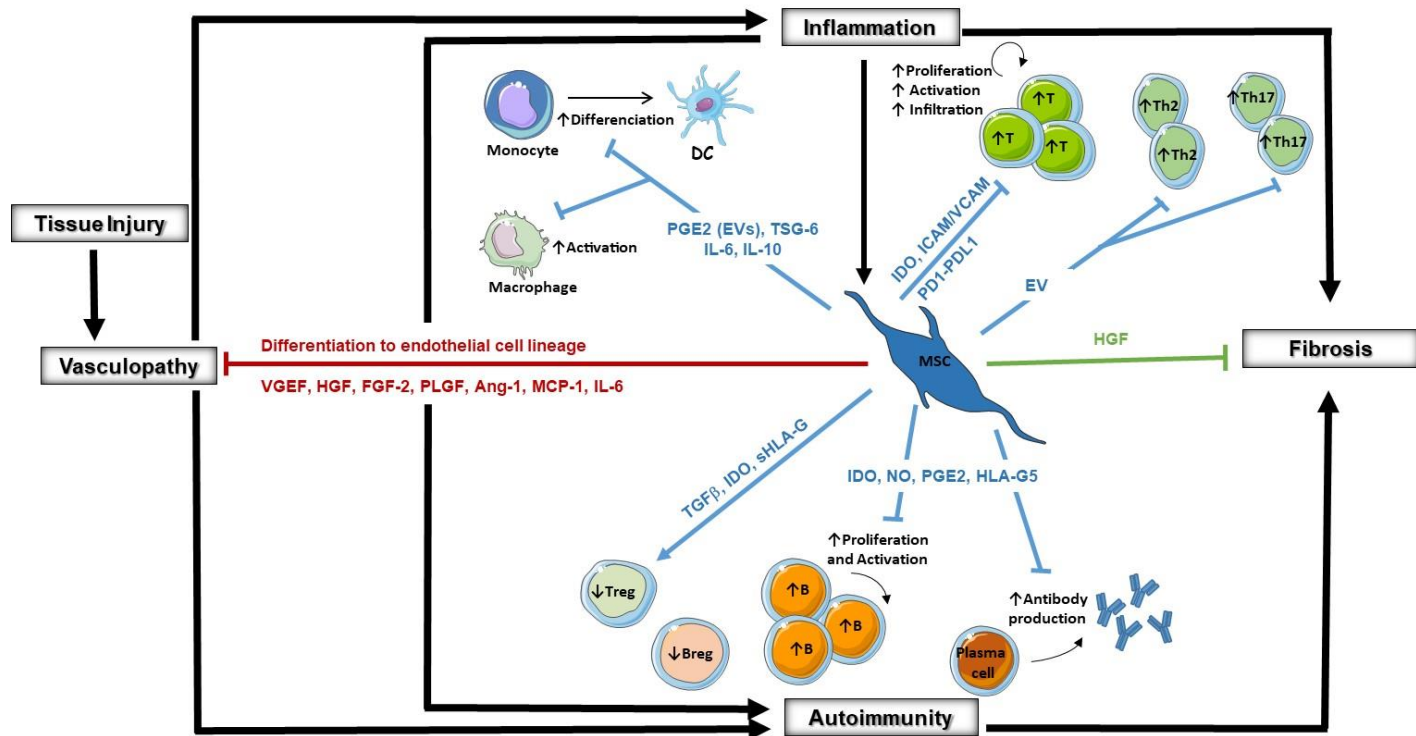 Inflammation
↑Proliferation
↑ Activation
↑ Infiltration
↑T
↑T
↑T
↑Th2
↑Th2
↑Th17
↑Th17
↑Differenciation
Monocyte
DC
↑Activation
Macrophage
PGE2 (EVs), TSG-6
IL-6, IL-10
IDO, ICAM/VCAM
PD1-PDL1
EV
Tissue Injury
Vasculopathy
Differentiation to endothelial cell lineage
VGEF, HGF, FGF-2, PLGF, Ang-1, MCP-1, IL-6
MSC
HGF
Fibrosis
TGFβ, IDO, sHLA-G
IDO, NO, PGE2, HLA-G5
↑Proliferation
and Activation
↓Treg
↓Breg
↑B
↑B
↑B
↑Antibody
production
Plasma
cell
Autoimmunity